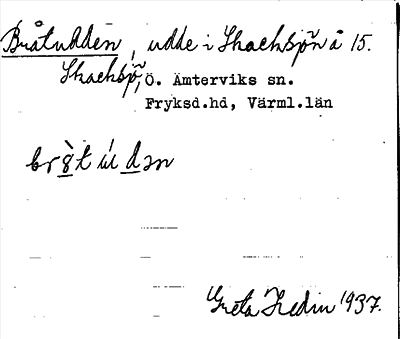 Bråtudden, udde i Skacksjön å 15.
Skacksjö, Ö. Ämterviks sn.
Fryksd.hd, Värml.län
Greta Hedin 1937.